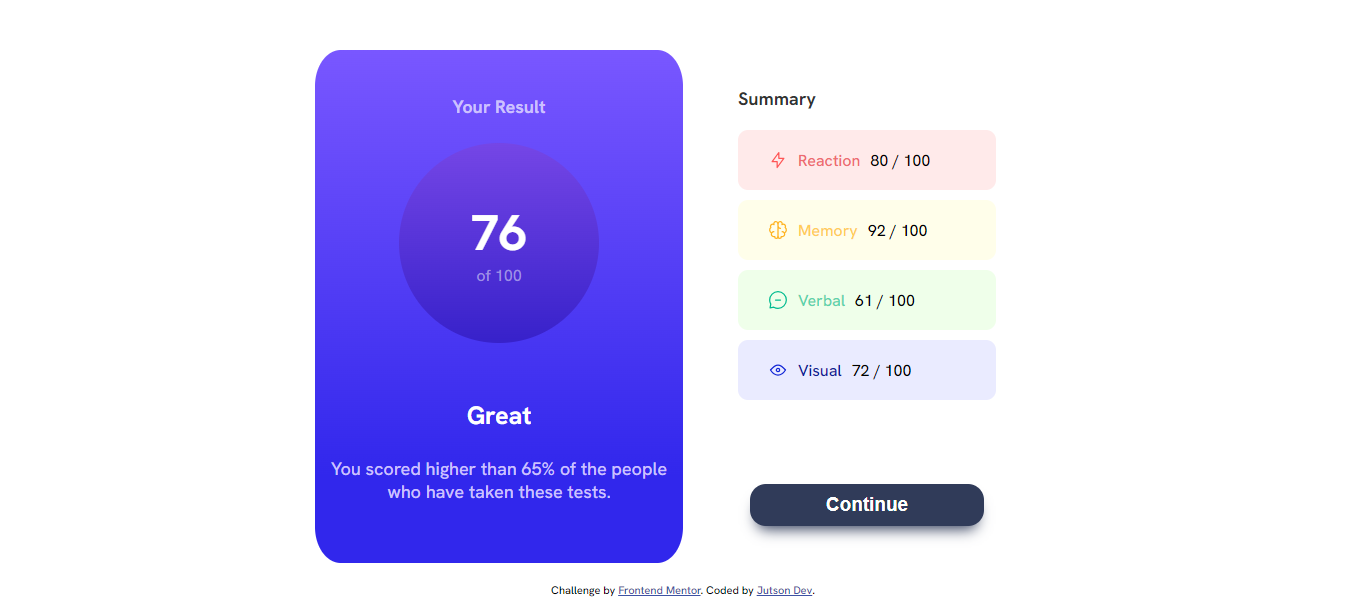 Your Result
76
of 100
Great
You scored higher than 65% of the people
who have taken these tests.
Summary
Reaction 80 / 100
Memory 92 / 100
Verbal 61 / 100
Visual 72 / 100
Continue
Challenge by Frontend Mentor. Coded by Jutson Dev.